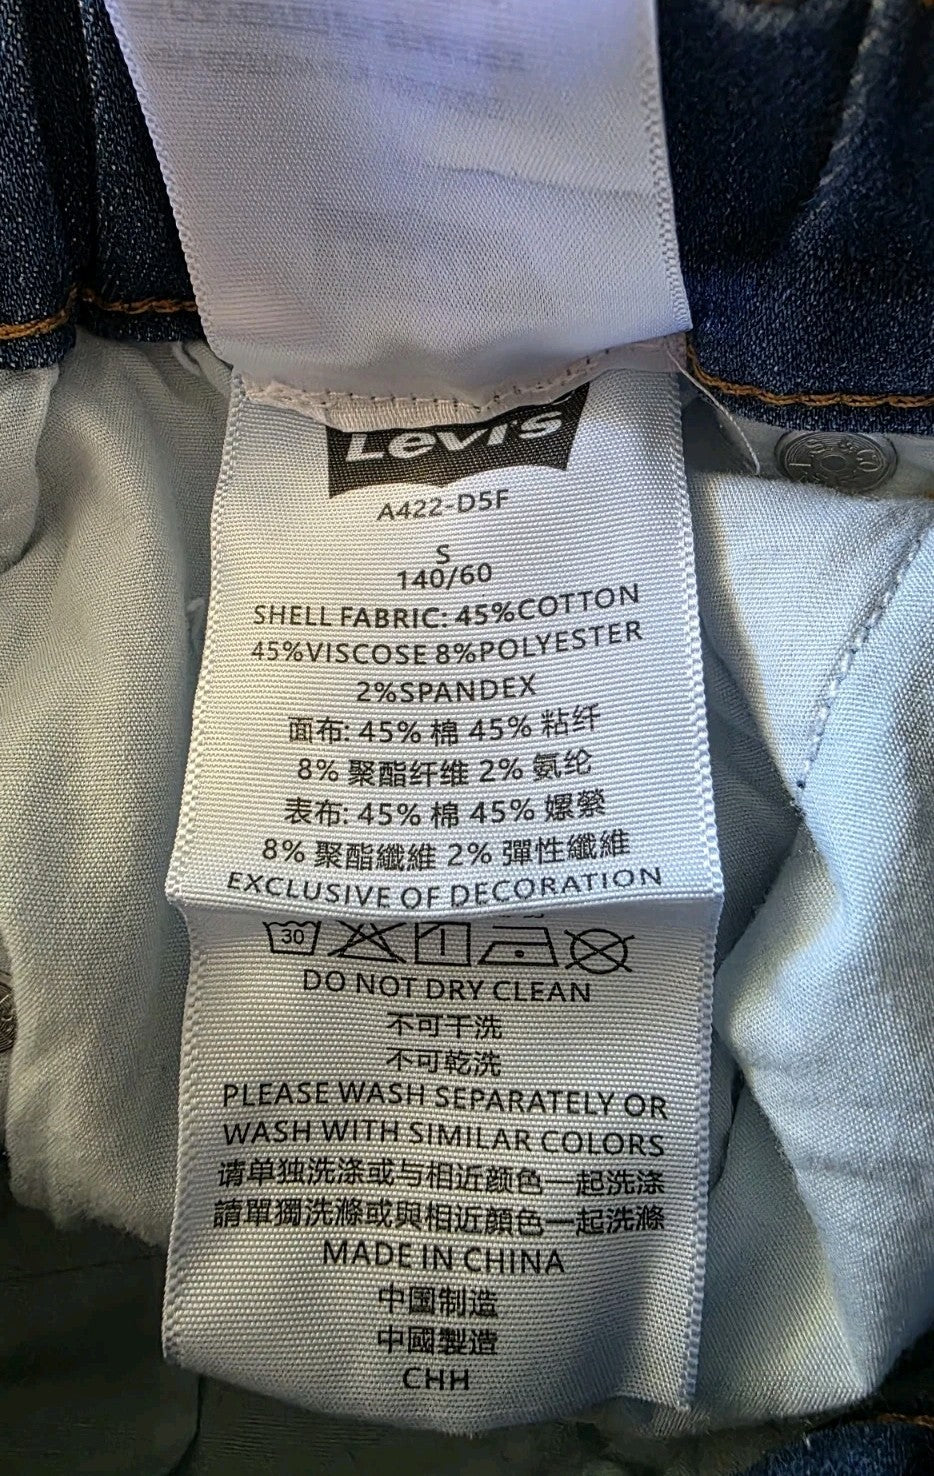 Levi's
A422-D5F
S
140/60
SHELL FABRIC: 45%COTTON
45%VISCOSE 8%POLYESTER
2%SPANDEX
面布: 45% 棉 45% 粘纤
8% 聚酯纤维 2% 氨纶
表布: 45% 棉 45% 嫘縈
8% 聚酯纖維 2% 彈性纖維
EXCLUSIVE OF DECORATION
30
DO NOT DRY CLEAN
不可干洗
不可乾洗
PLEASE WASH SEPARATELY OR
WASH WITH SIMILAR COLORS
请单独洗涤或与相近颜色一起洗涤
請單獨洗滌或與相近顏色一起洗滌
MADE IN CHINA
中国制造
中國製造
CHH